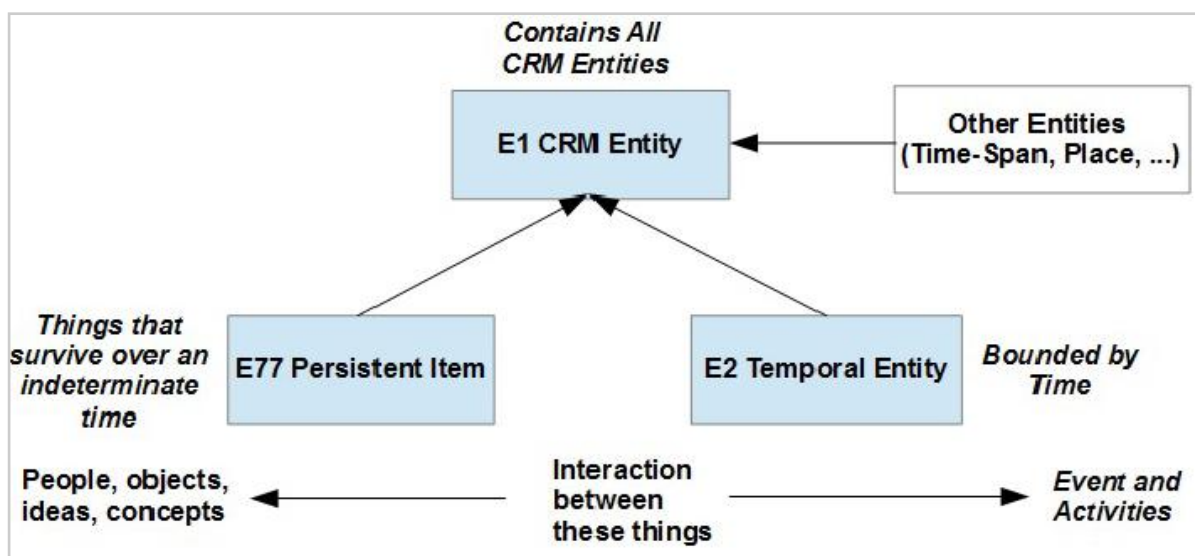 Contains All
CRM Entities
E1 CRM Entity
Other Entities
(Time-Span, Place, ...)
Things that
survive over an
indeterminate
time
E77 Persistent Item
E2 Temporal Entity
Bounded by
Time
People, objects,
ideas, concepts
Interaction
between
these things
Event and
Activities